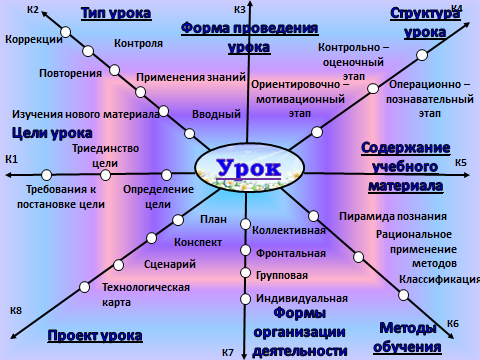 К2
Тип урока
К3
К4
Форма проведения
урока
Структура
урока
Коррекции
Контроля
Контрольно –
оценочный
этап
Повторения
Применения знаний
Ориентировочно –
мотивационный
этап
Операционно –
познавательный
этап
Изучения нового материала
Вводный
Цели урока
Триединство
цели
Содержание
учебного
материала
К1
Урок
К5
Требования к
постановке цели
Определение
цели
План
Коллективная
Пирамида познания
Конспект
Фронтальная
Рациональное
применение
методов
Сценарий
Групповая
Классификация
Технологическая
карта
Индивидуальная
К8
Проект урока
Формы
организации
деятельности
К7
Методы
обучения
К6